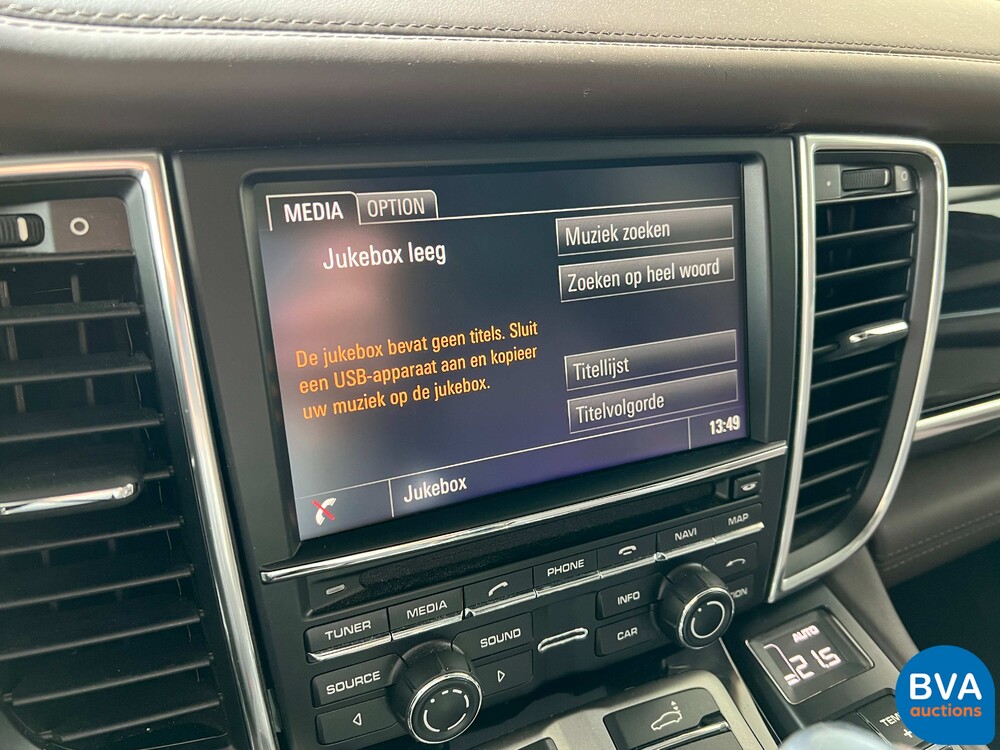 MEDIA
OPTION
Jukebox leeg
Muziek zoeken
Zoeken op heel woord
De jukebox bevat geen titels. Sluit
een USB-apparaat aan en kopieer
uw muziek op de jukebox.
Titellijst
Titelvolgorde
13:49
Jukebox
TUNER
MEDIA
PHONE
NAVI
MAP
SOURCE
SOUND
INFO
CAR
AUTO
21.5
BVA
auctions